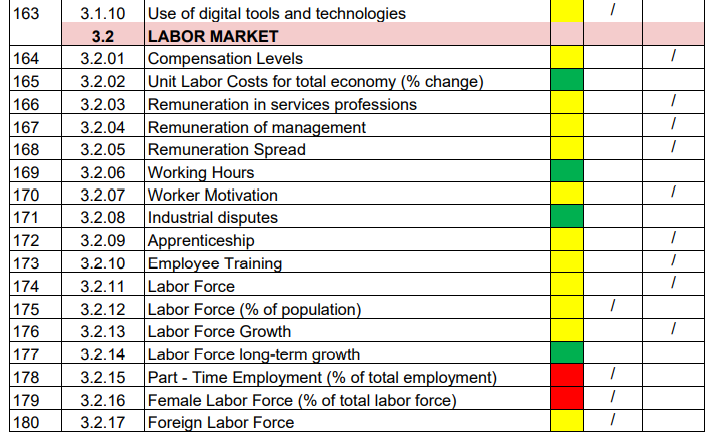 163 3.1.10 Use of digital tools and technologies /
3.2 LABOR MARKET
164 3.2.01 Compensation Levels /
165 3.2.02 Unit Labor Costs for total economy (% change)
166 3.2.03 Remuneration in services professions /
167 3.2.04 Remuneration of management /
168 3.2.05 Remuneration Spread /
169 3.2.06 Working Hours
170 3.2.07 Worker Motivation /
171 3.2.08 Industrial disputes
172 3.2.09 Apprenticeship /
173 3.2.10 Employee Training /
174 3.2.11 Labor Force /
175 3.2.12 Labor Force (% of population) /
176 3.2.13 Labor Force Growth /
177 3.2.14 Labor Force long-term growth
178 3.2.15 Part - Time Employment (% of total employment) /
179 3.2.16 Female Labor Force (% of total labor force) /
180 3.2.17 Foreign Labor Force /